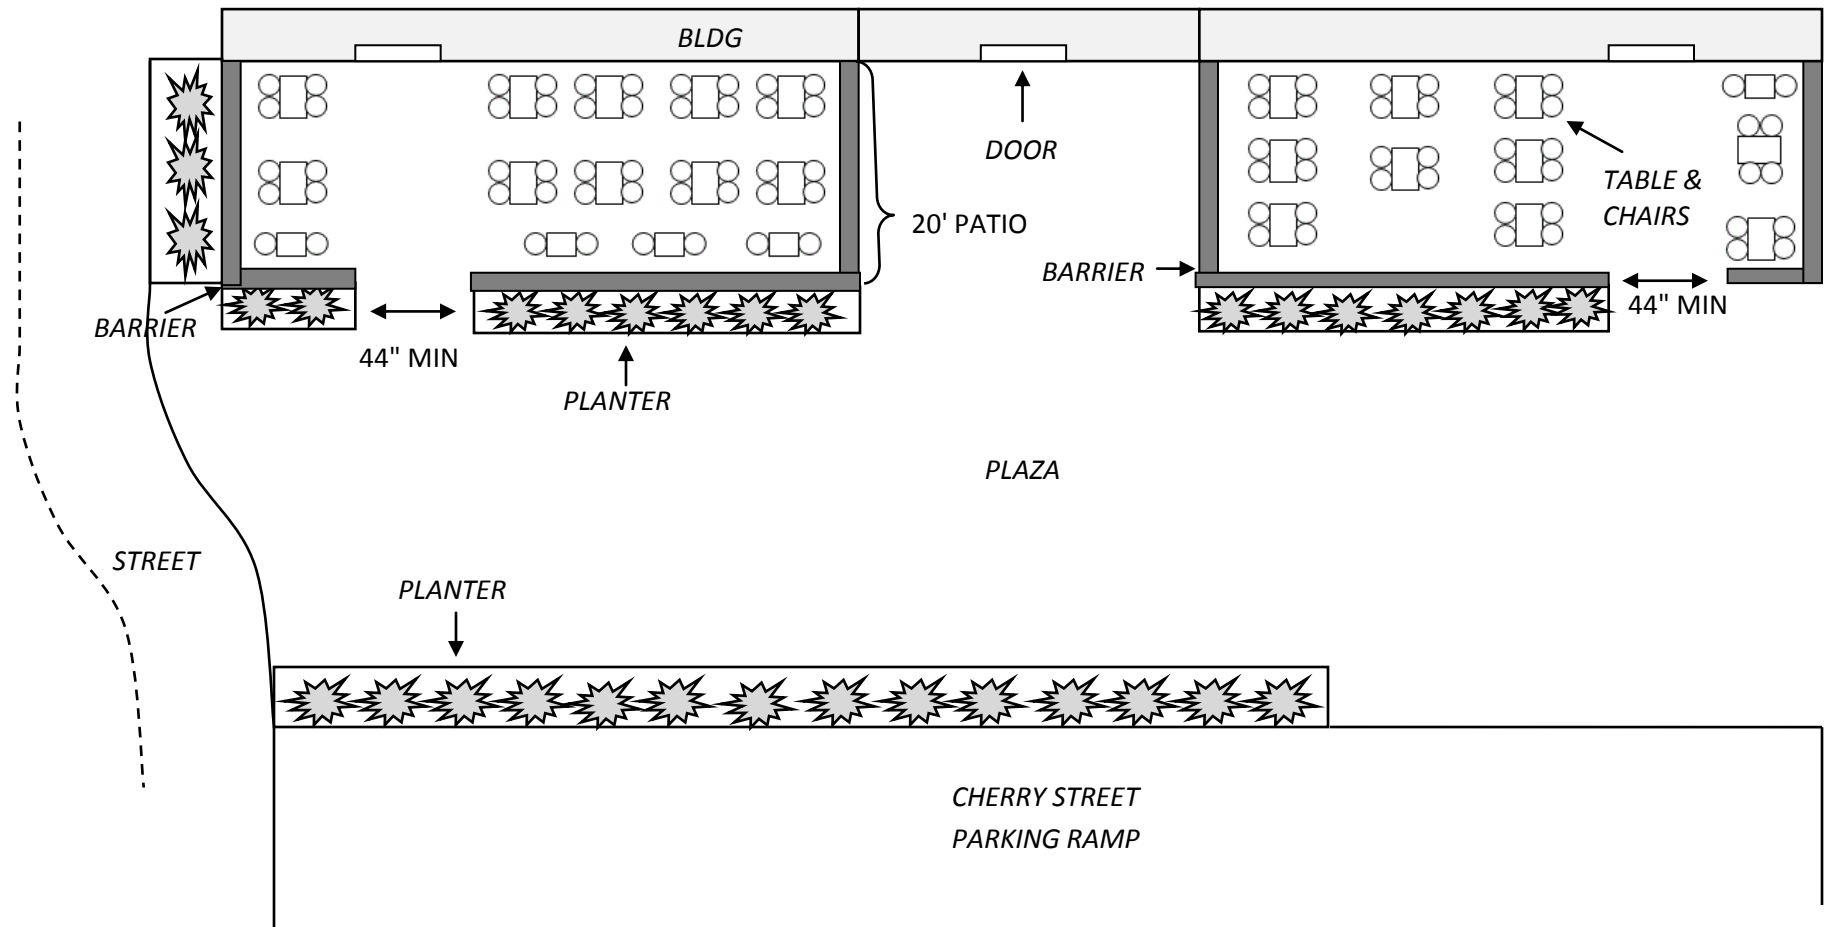 BLDG
DOOR
TABLE &
CHAIRS
20' PATIO
BARRIER
BARRIER
44" MIN
44" MIN
PLANTER
PLAZA
STREET
PLANTER
CHERRY STREET
PARKING RAMP